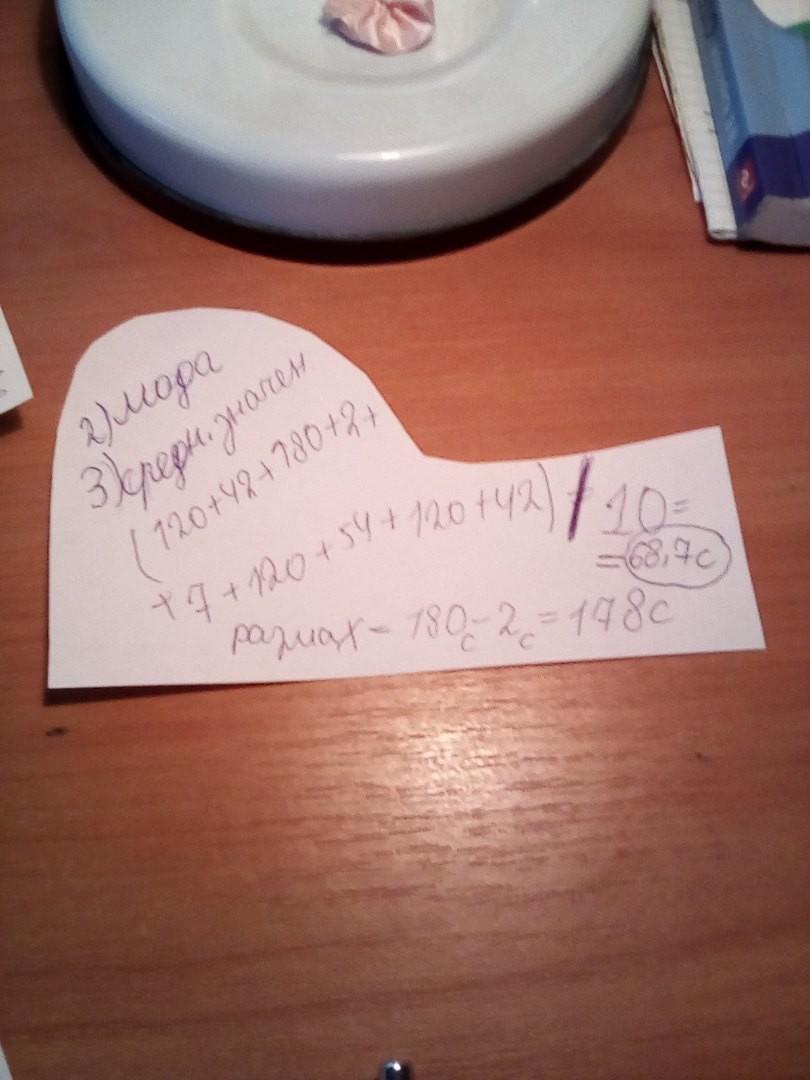 2) мода
3) средн. значен
(120+42+180+2+
+7+120+54+120+42) / 10=
=68,7с
размах = 180с - 2с = 178с